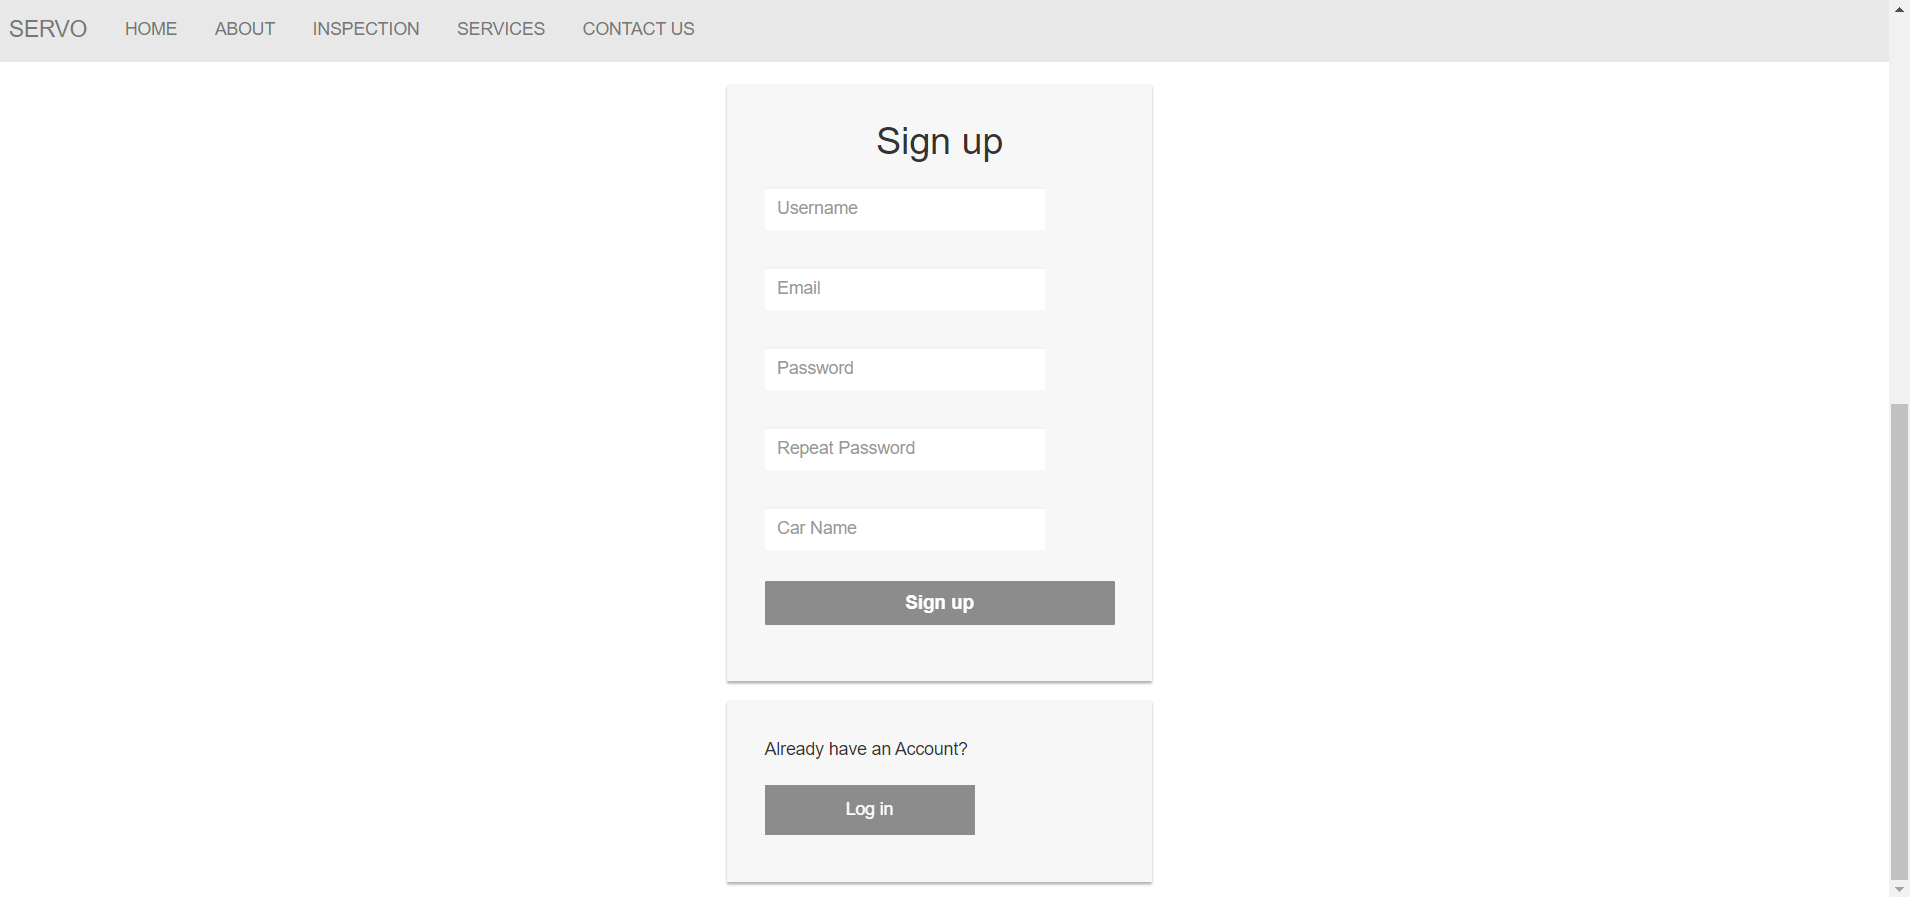 SERVO HOME ABOUT INSPECTION SERVICES CONTACT US
Sign up
Username
Email
Password
Repeat Password
Car Name
Sign up
Already have an Account?
Log in